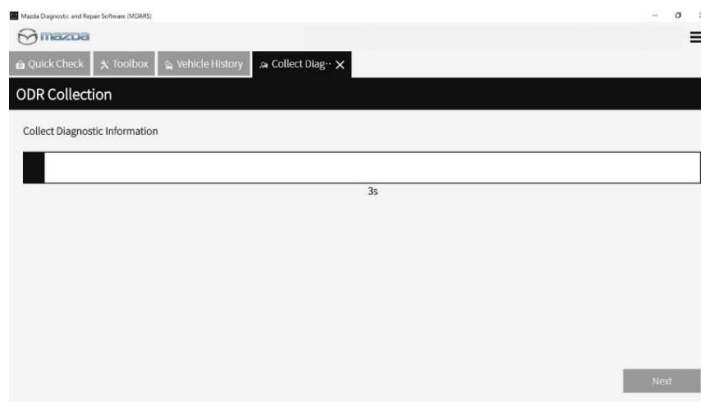 Mazda Diagnostic and Repair Software (MDARS)
mazda
Quick Check
Toolbox
Vehicle History
Collect Diag··
ODR Collection
Collect Diagnostic Information
3s
Next